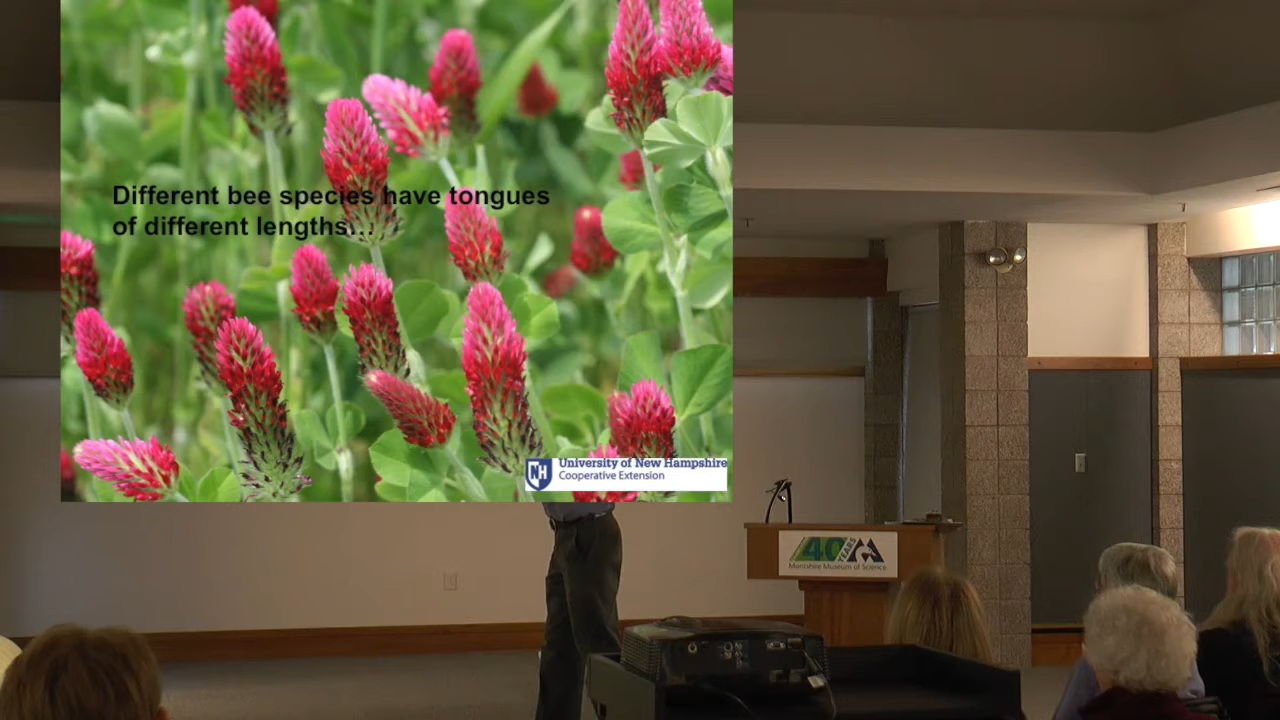 Different bee species have tongues
of different lengths...
NH
University of New Hampshire
Cooperative Extension
40 YEARS
Montshire Museum of Science